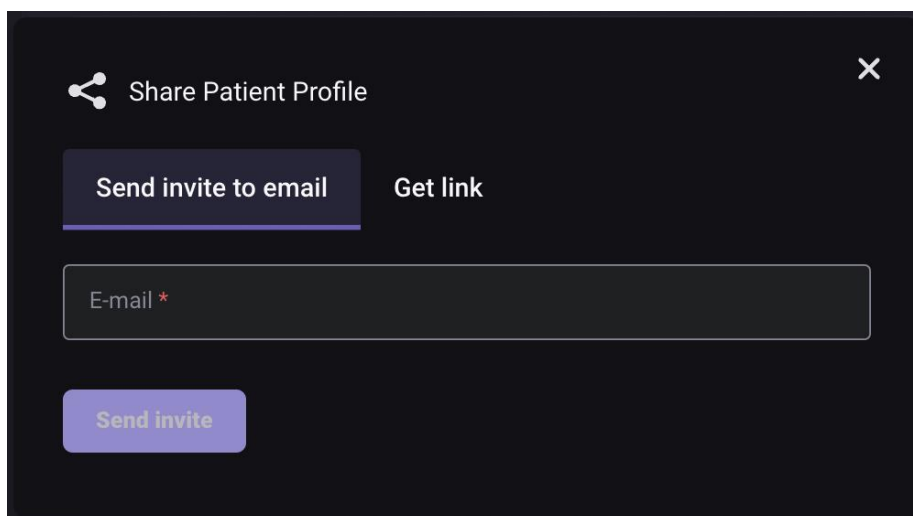 Share Patient Profile
Send invite to email
Get link
E-mail *
Send invite